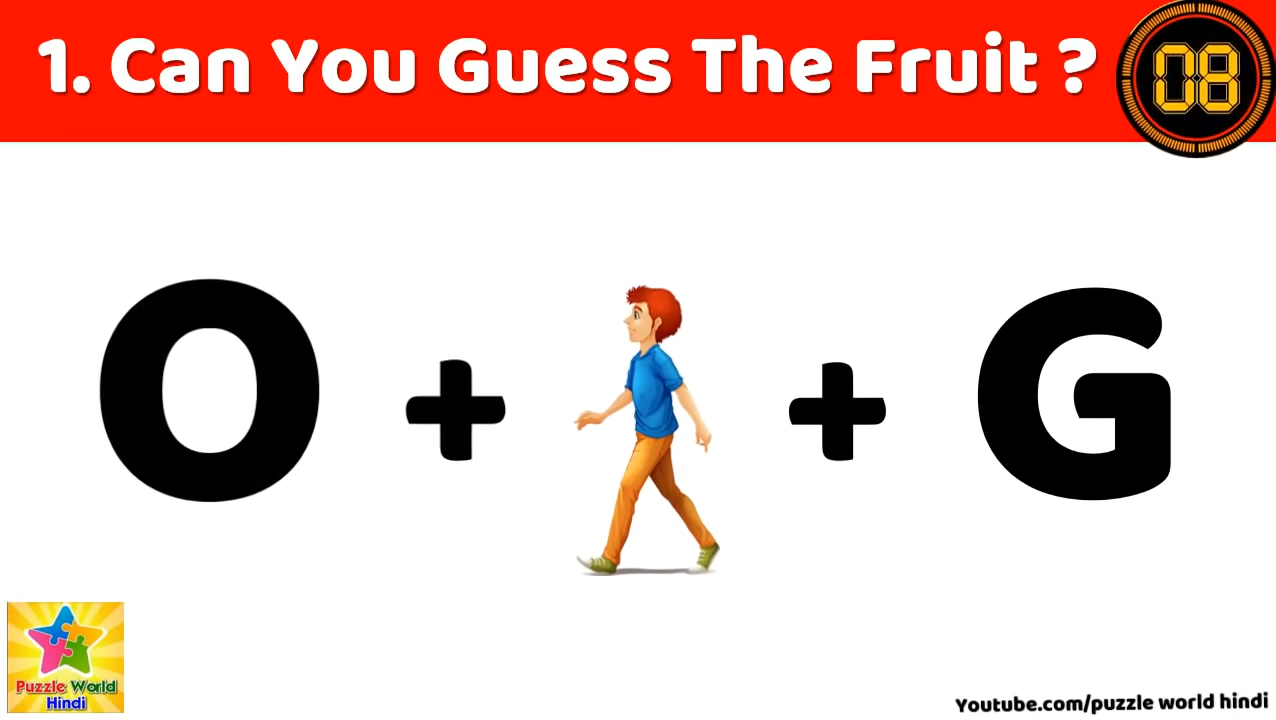 1. Can You Guess The Fruit ?
08
O + + G
Puzzle World
Hindi
Youtube.com/puzzle world hindi